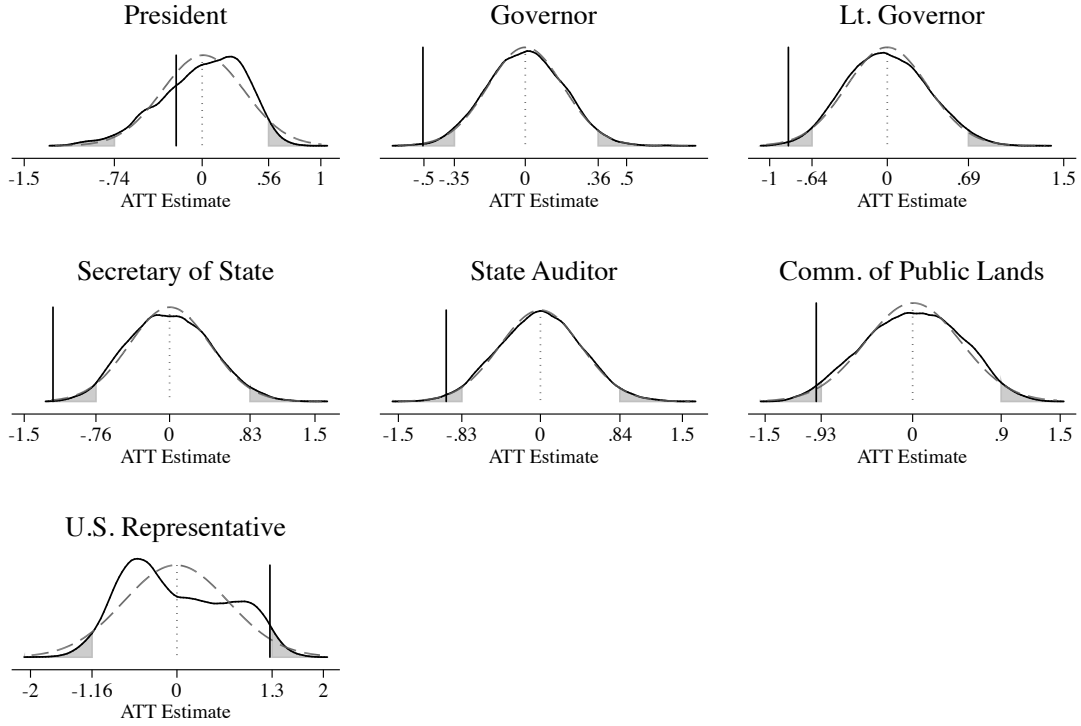 President
-1.5 -.74 0 .56 1
ATT Estimate
Governor
-.5 -.35 0 .36 .5
ATT Estimate
Lt. Governor
-1 -.64 0 .69 1.5
ATT Estimate
Secretary of State
-1.5 -.76 0 .83 1.5
ATT Estimate
State Auditor
-1.5 -.83 0 .84 1.5
ATT Estimate
Comm. of Public Lands
-1.5 -.93 0 .9 1.5
ATT Estimate
U.S. Representative
-2 -1.16 0 1.3 2
ATT Estimate